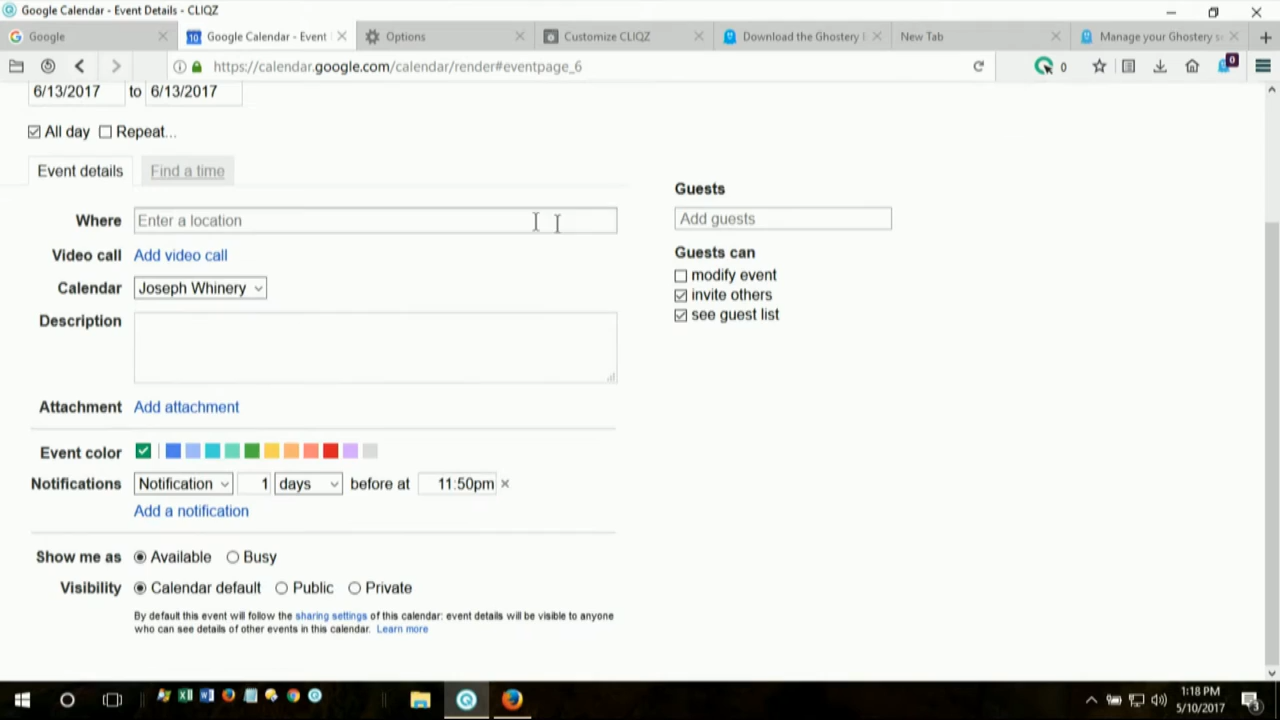 Google Calendar - Event Details - CLIQZ
Google
Google Calendar - Event
Options
Customize CLIQZ
Download the Ghostery
New Tab
Manage your Ghostery
https://calendar.google.com/calendar/render#eventpage_6
0
0
6/13/2017 to 6/13/2017
All day Repeat...
Event details Find a time
Where Enter a location
Video call Add video call
Calendar Joseph Whinery
Description
Attachment Add attachment
Event color
Notifications Notification 1 days before at 11:50pm ×
Add a notification
Show me as Available Busy
Visibility Calendar default Public Private
By default this event will follow the sharing settings of this calendar: event details will be visible to anyone
who can see details of other events in this calendar. Learn more
Guests
Add guests
Guests can
modify event
invite others
see guest list
1:18 PM
5/10/2017
3